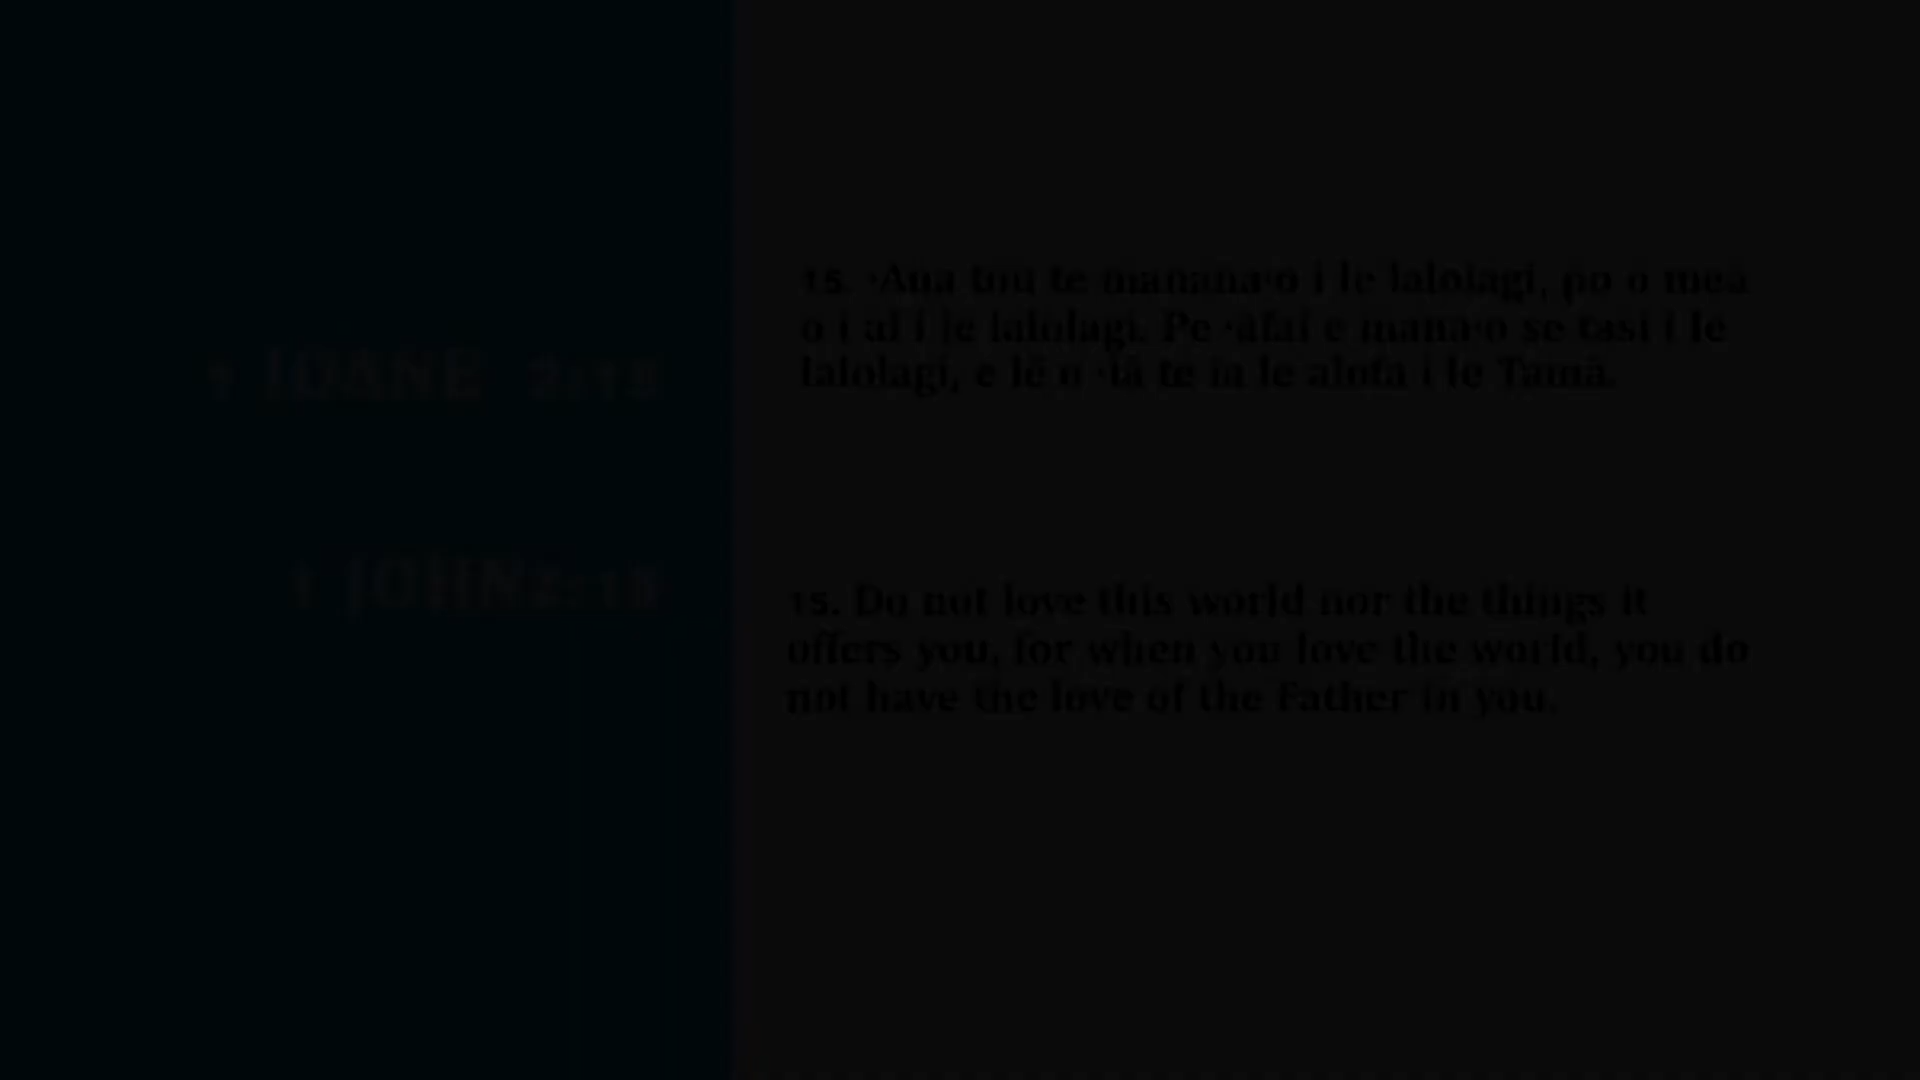 1 IOANE 2:15
15. ‘Aua tou te manana‘o i le lalolagi, po o mea
o i ai i le lalolagi. Pe ‘āfai e mana‘o se tasi i le
lalolagi, e lē o ‘iā te ia le alofa i le Tamā.
1 JOHN 2:15
15. Do not love this world nor the things it
offers you, for when you love the world, you do
not have the love of the Father in you.